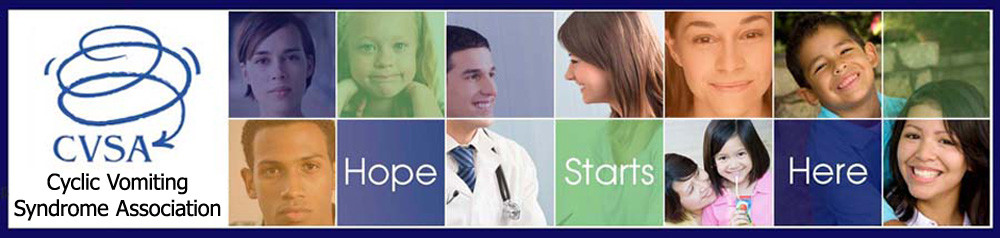 CVSA
Cyclic Vomiting
Syndrome Association
Hope Starts Here